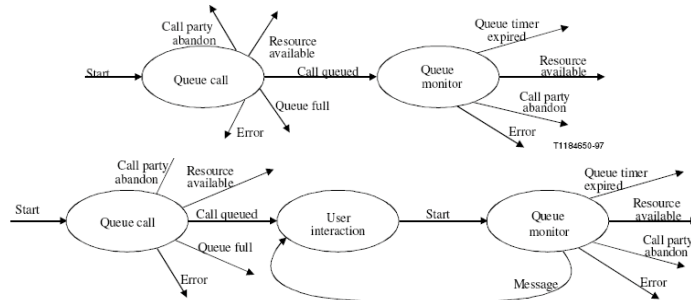 Call party
abandon
Resource
available
Queue timer
expired
Start
Queue call
Call queued
Queue
monitor
Resource
available
Queue full
Call party
abandon
Error
Error
T1184650-97
Call party
abandon
Resource
available
Queue timer
expired
Start
Queue call
Call queued
User
interaction
Start
Queue
monitor
Resource
available
Queue full
Call party
abandon
Error
Message
Error